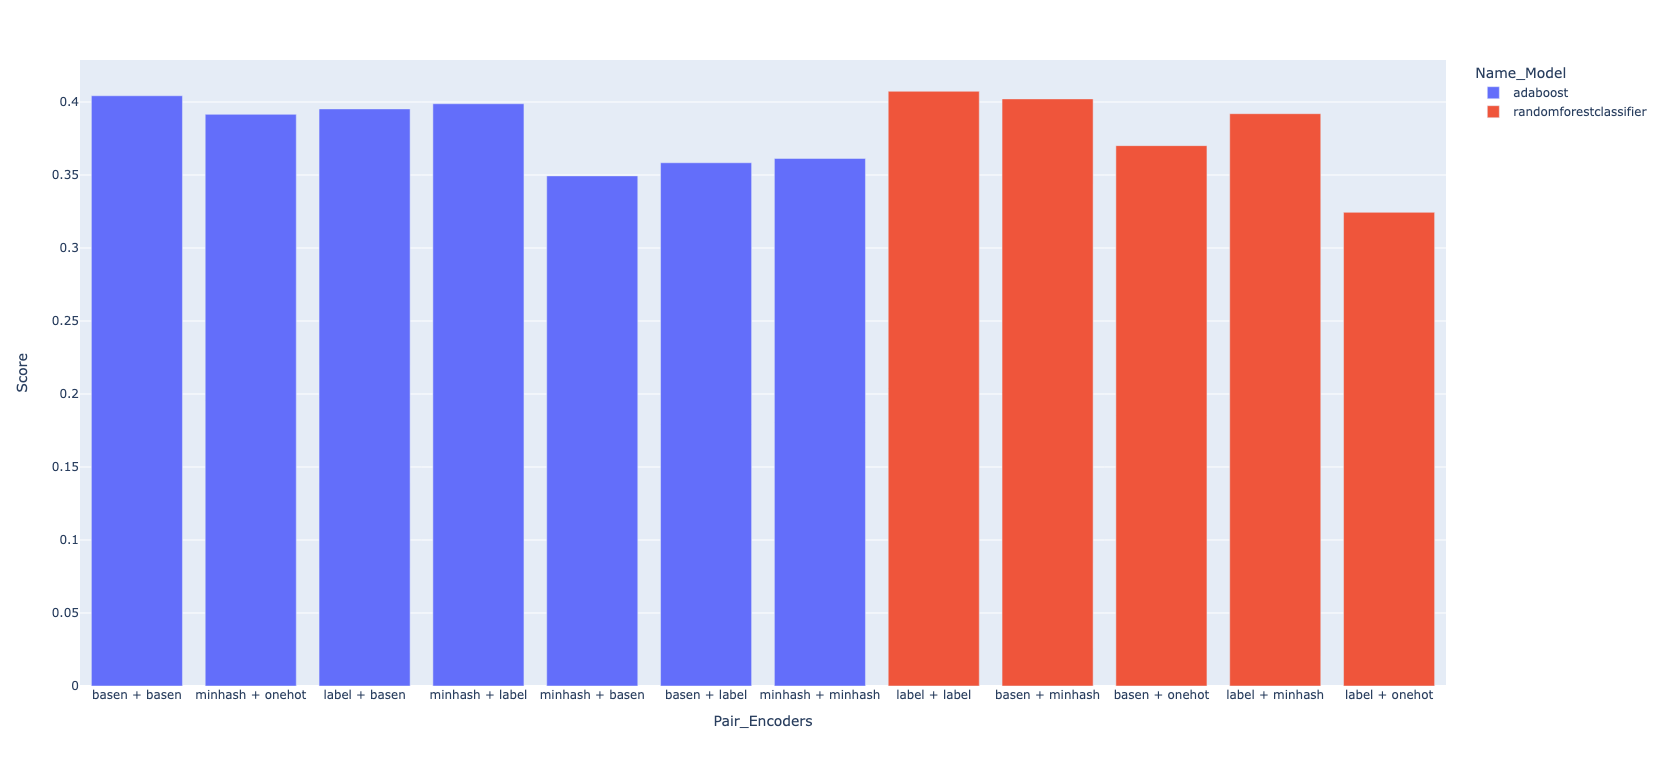 Name_Model
adaboost
randomforestclassifier
Score
0.4
0.35
0.3
0.25
0.2
0.15
0.1
0.05
0
basen + basen
minhash + onehot
label + basen
minhash + label
minhash + basen
basen + label
minhash + minhash
label + label
basen + minhash
basen + onehot
label + minhash
label + onehot
Pair_Encoders